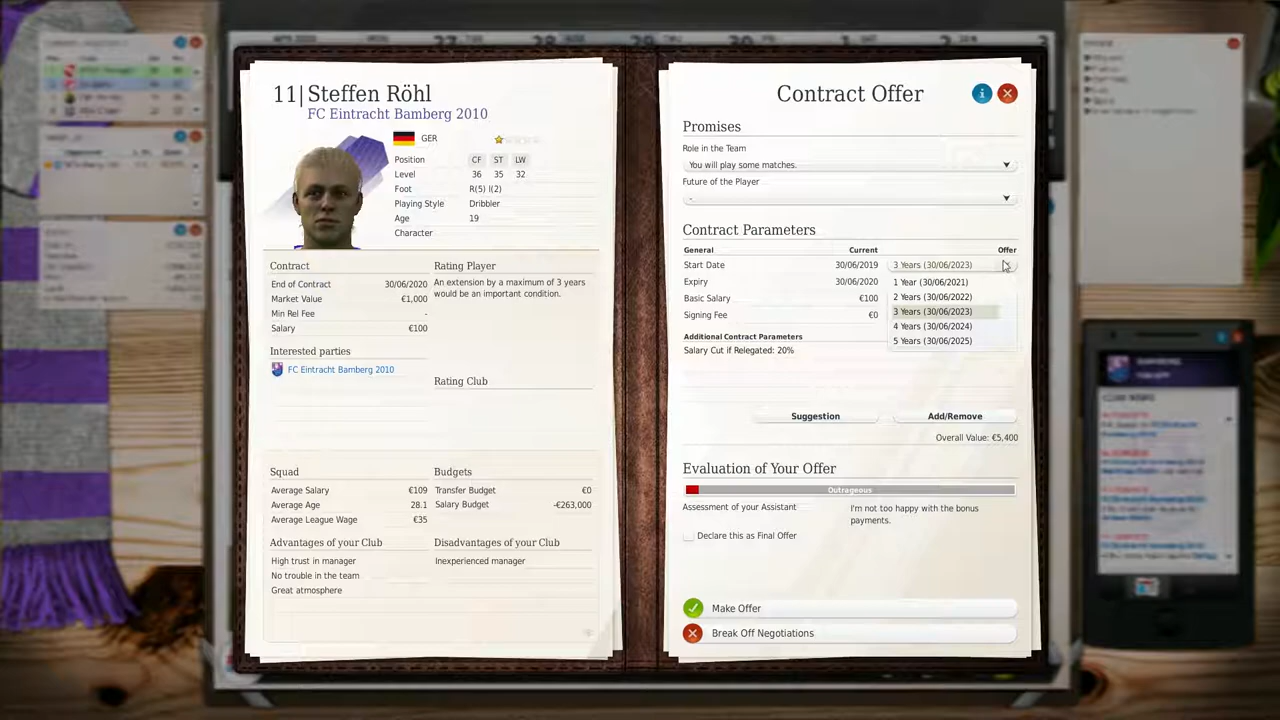 11| Steffen Röhl
FC Eintracht Bamberg 2010
GER
Position CF ST LW
Level 36 35 32
Foot R(5) l(2)
Playing Style Dribbler
Age 19
Character
Contract
End of Contract 30/06/2020
Market Value €1,000
Min Rel Fee -
Salary €100
Rating Player
An extension by a maximum of 3 years
would be an important condition.
Interested parties
FC Eintracht Bamberg 2010
Rating Club
Squad
Average Salary €109
Average Age 28.1
Average League Wage €35
Budgets
Transfer Budget €0
Salary Budget -€263,000
Advantages of your Club
High trust in manager
No trouble in the team
Great atmosphere
Disadvantages of your Club
Inexperienced manager
Contract Offer
Promises
Role in the Team
You will play some matches.
Future of the Player
-
Contract Parameters
General Current Offer
Start Date 30/06/2019 3 Years (30/06/2023)
Expiry 30/06/2020 1 Year (30/06/2021)
2 Years (30/06/2022)
Basic Salary €100
3 Years (30/06/2023)
Signing Fee €0
4 Years (30/06/2024)
5 Years (30/06/2025)
Additional Contract Parameters
Salary Cut if Relegated: 20%
Suggestion Add/Remove
Overall Value: €5,400
Evaluation of Your Offer
Outrageous
Assessment of your Assistant
I'm not too happy with the bonus
payments.
Declare this as Final Offer
Make Offer
Break Off Negotiations